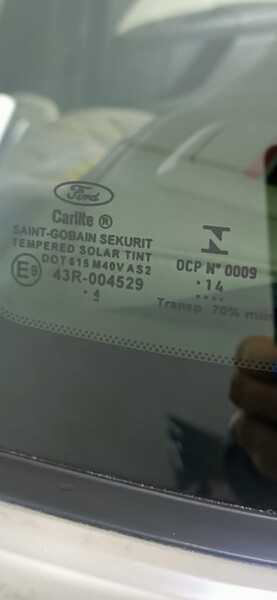 Ford
Carlite ®
SAINT-GOBAIN SEKURIT
TEMPERED SOLAR TINT
DOT 615 M40V AS2
E9 43R-004529
. 4
OCP N° 0009
. 14
. . . .
Transp 70% min